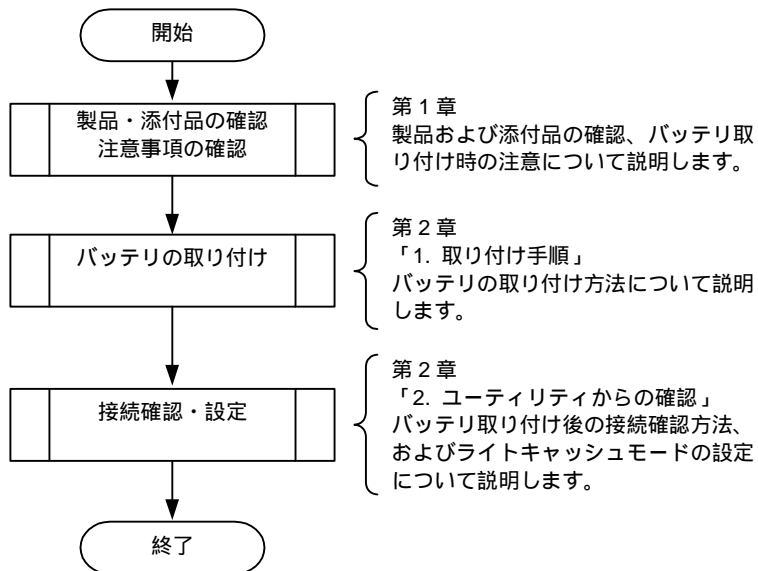 開始
製品・添付品の確認
注意事項の確認
第1章
製品および添付品の確認、バッテリ取
り付け時の注意について説明します。
バッテリの取り付け
第2章
「1. 取り付け手順」
バッテリの取り付け方法について説明
します。
接続確認・設定
第2章
「2. ユーティリティからの確認」
バッテリ取り付け後の接続確認方法、
およびライトキャッシュモードの設定
について説明します。
終了